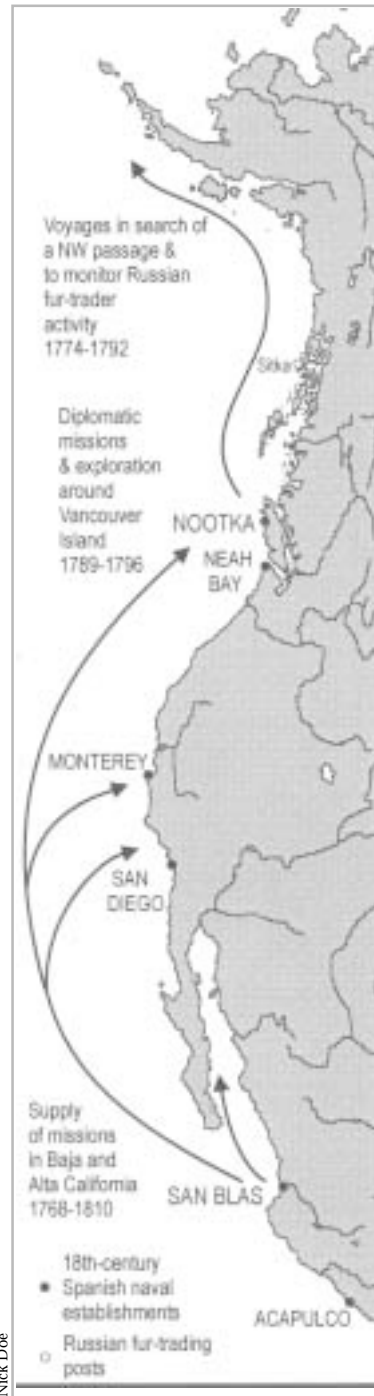 Voyages in search of
a NW passage &
to monitor Russian
fur-trader
activity
1774-1792
Sitka
Diplomatic
missions
& exploration
around
Vancouver
Island
1789-1796
NOOTKA
NEAH
BAY
MONTEREY
SAN
DIEGO
Supply
of missions
in Baja and
Alta California
1768-1810
SAN BLAS
18th-century
Spanish naval
establishments
ACAPULCO
Russian fur-trading
posts
Nick Doe